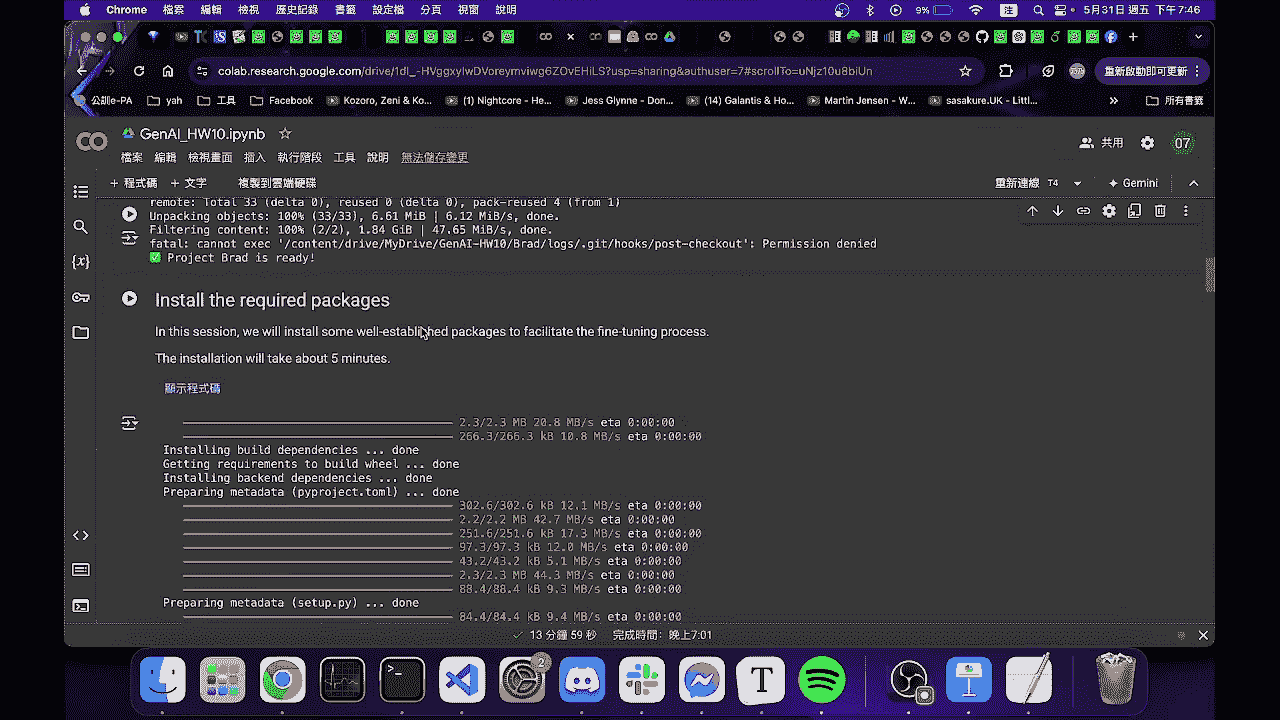 Chrome 檔案 編輯 檢視 歷史記錄 書籤 設定檔 分頁 視窗 說明 9% 注 5月31日 週五 下午7:46
colab.research.google.com/drive/1dl_-HVggxylwDVoreymviwg6ZOvEHiLS?usp=sharing&authuser=7#scrollTo=uNjz10u8biUn 重新啟動即可更新
公訓e-PA yah 工具 Facebook Kozoro, Zeni & Ko... (1) Nightcore - He... Jess Glynne - Don... (14) Galantis & Ho... Martin Jensen - W... sasakure.UK - Littl... » 所有書籤
GenAI_HW10.ipynb
共用 07
檔案 編輯 檢視畫面 插入 執行階段 工具 說明 無法儲存變更
+ 程式碼 + 文字 複製到雲端硬碟 重新連線 T4 Gemini
remote: Total 33 (delta 0), reused 0 (delta 0), pack-reused 4 (from 1)
Unpacking objects: 100% (33/33), 6.61 MiB | 6.12 MiB/s, done.
Filtering content: 100% (2/2), 1.84 GiB | 47.65 MiB/s, done.
fatal: cannot exec '/content/drive/MyDrive/GenAI-HW10/Brad/logs/.git/hooks/post-checkout': Permission denied
✅ Project Brad is ready!
Install the required packages
In this session, we will install some well-established packages to facilitate the fine-tuning process.
The installation will take about 5 minutes.
顯示程式碼
2.3/2.3 MB 20.8 MB/s eta 0:00:00
266.3/266.3 kB 10.8 MB/s eta 0:00:00
Installing build dependencies ... done
Getting requirements to build wheel ... done
Installing backend dependencies ... done
Preparing metadata (pyproject.toml) ... done
302.6/302.6 kB 12.1 MB/s eta 0:00:00
2.2/2.2 MB 42.7 MB/s eta 0:00:00
251.6/251.6 kB 17.3 MB/s eta 0:00:00
97.3/97.3 kB 12.0 MB/s eta 0:00:00
43.2/43.2 kB 5.1 MB/s eta 0:00:00
2.3/2.3 MB 44.3 MB/s eta 0:00:00
88.4/88.4 kB 9.3 MB/s eta 0:00:00
Preparing metadata (setup.py) ... done
84.4/84.4 kB 9.4 MB/s eta 0:00:00
✓ 13 分鐘 59 秒 完成時間：晚上7:01
2
T